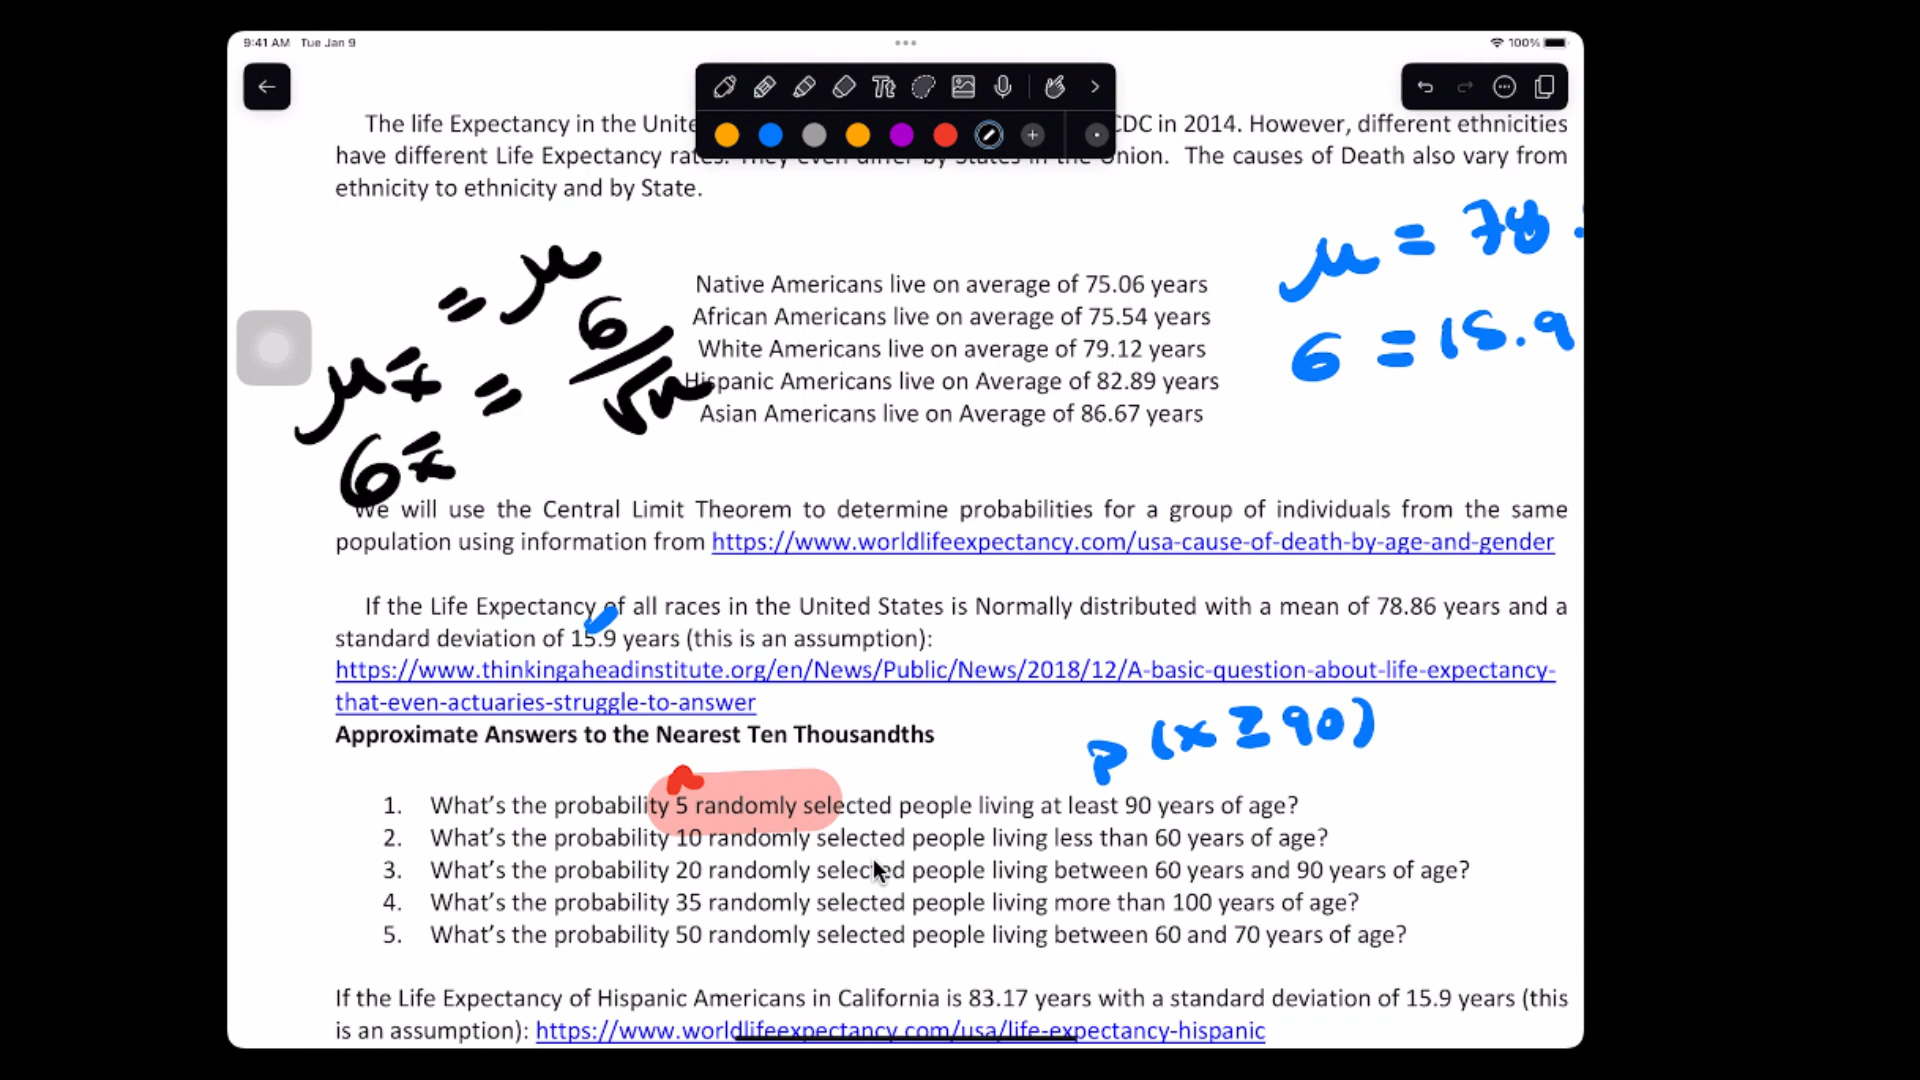 9:41 AM Tue Jan 9
100%
Tt
The life Expectancy in the Unite CDC in 2014. However, different ethnicities
have different Life Expectancy rates. They even differ by States in the Union. The causes of Death also vary from
ethnicity to ethnicity and by State.
μ = 78.
σ = 15.9
μx̄ = μ
σx̄ = σ/√n
Native Americans live on average of 75.06 years
African Americans live on average of 75.54 years
White Americans live on average of 79.12 years
Hispanic Americans live on Average of 82.89 years
Asian Americans live on Average of 86.67 years
We will use the Central Limit Theorem to determine probabilities for a group of individuals from the same
population using information from https://www.worldlifeexpectancy.com/usa-cause-of-death-by-age-and-gender
If the Life Expectancy of all races in the United States is Normally distributed with a mean of 78.86 years and a
standard deviation of 15.9 years (this is an assumption):
https://www.thinkingaheadinstitute.org/en/News/Public/News/2018/12/A-basic-question-about-life-expectancy-
that-even-actuaries-struggle-to-answer
Approximate Answers to the Nearest Ten Thousandths
P (x ≥ 90)
1. What’s the probability 5 randomly selected people living at least 90 years of age?
2. What’s the probability 10 randomly selected people living less than 60 years of age?
3. What’s the probability 20 randomly selected people living between 60 years and 90 years of age?
4. What’s the probability 35 randomly selected people living more than 100 years of age?
5. What’s the probability 50 randomly selected people living between 60 and 70 years of age?
If the Life Expectancy of Hispanic Americans in California is 83.17 years with a standard deviation of 15.9 years (this
is an assumption): https://www.worldlifeexpectancy.com/usa/life-expectancy-hispanic